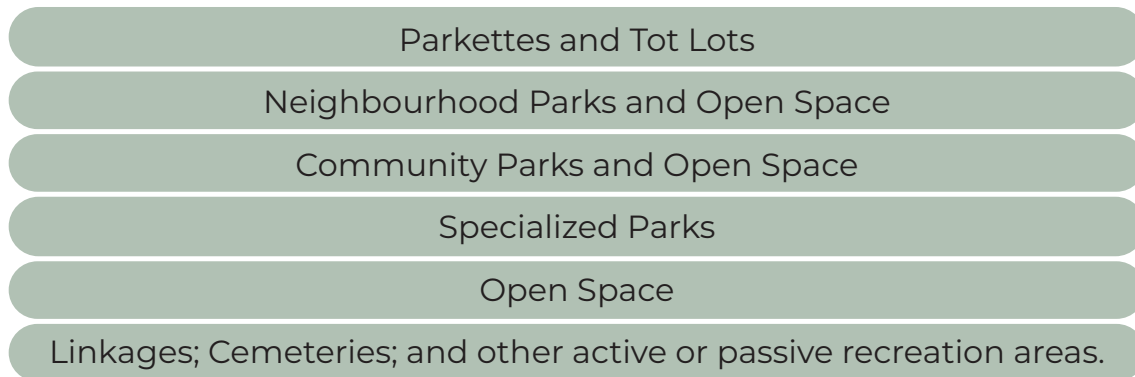 Parkettes and Tot Lots
Neighbourhood Parks and Open Space
Community Parks and Open Space
Specialized Parks
Open Space
Linkages; Cemeteries; and other active or passive recreation areas.